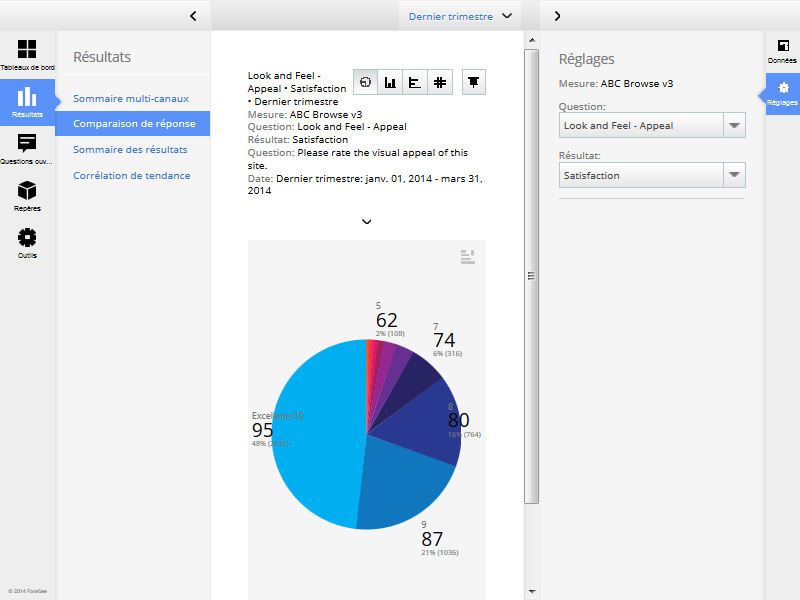 Dernier trimestre
Tableaux de bord
Résultats
Questions ouv...
Repères
Outils
© 2014 ForeSee
Résultats
Sommaire multi-canaux
Comparaison de réponse
Sommaire des résultats
Corrélation de tendance
Look and Feel -
Appeal • Satisfaction
• Dernier trimestre
Mesure: ABC Browse v3
Question: Look and Feel - Appeal
Résultat: Satisfaction
Question: Please rate the visual appeal of this
site.
Date: Dernier trimestre: janv. 01, 2014 - mars 31,
2014
5
62
2% (108)
7
74
6% (316)
8
80
16% (764)
Excellent=10
95
48%
9
87
21% (1036)
Réglages
Mesure: ABC Browse v3
Question:
Look and Feel - Appeal
Résultat:
Satisfaction
Données
Réglages